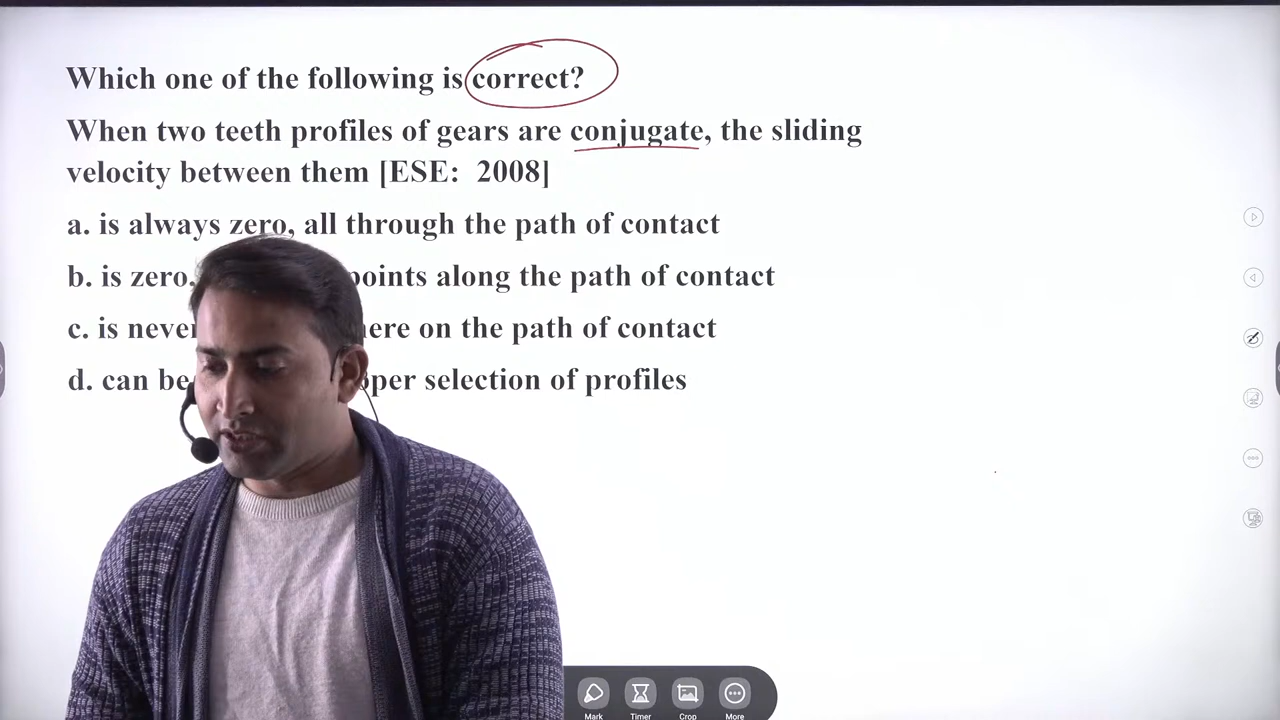 Which one of the following is correct?
When two teeth profiles of gears are conjugate, the sliding
velocity between them [ESE: 2008]
a. is always zero, all through the path of contact
b. is zero. points along the path of contact
c. is never on the path of contact
d. can be selection of profiles
Mark
Timer
Crop
More